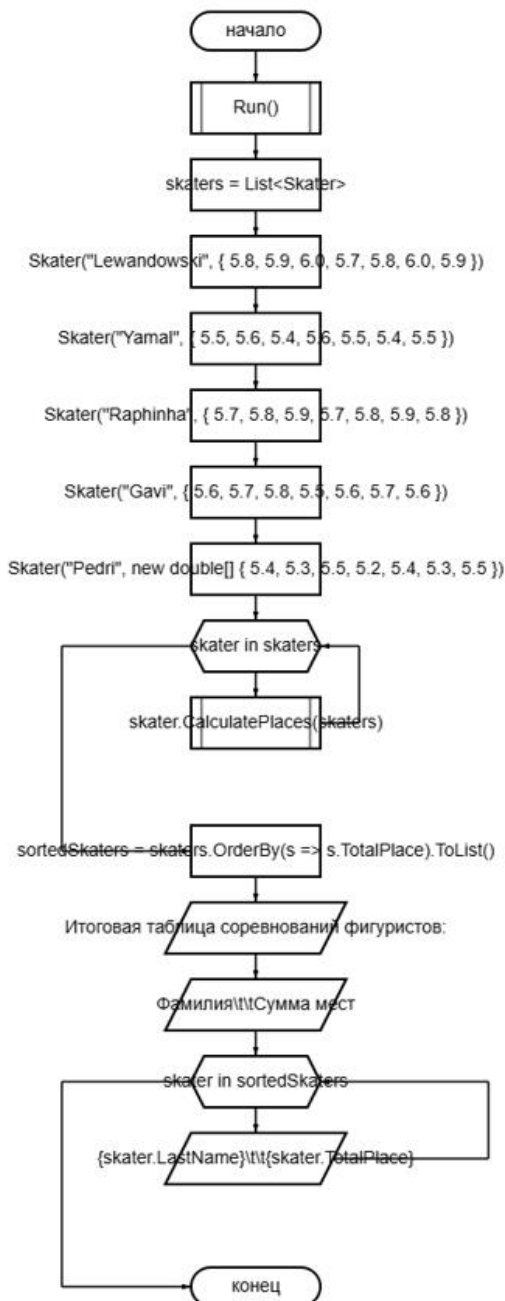 начало
Run()
skaters = List<Skater>
Skater("Lewandowski", { 5.8, 5.9, 6.0, 5.7, 5.8, 6.0, 5.9 })
Skater("Yamal", { 5.5, 5.6, 5.4, 5.6, 5.5, 5.4, 5.5 })
Skater("Raphinha", { 5.7, 5.8, 5.9, 5.7, 5.8, 5.9, 5.8 })
Skater("Gavi", { 5.6, 5.7, 5.8, 5.5, 5.6, 5.7, 5.6 })
Skater("Pedri", new double[] { 5.4, 5.3, 5.5, 5.2, 5.4, 5.3, 5.5 })
skater in skaters
skater.CalculatePlaces(skaters)
sortedSkaters = skaters.OrderBy(s => s.TotalPlace).ToList()
Итоговая таблица соревнований фигуристов:
Фамилия\t\tСумма мест
skater in sortedSkaters
{skater.LastName}\t\t{skater.TotalPlace}
конец